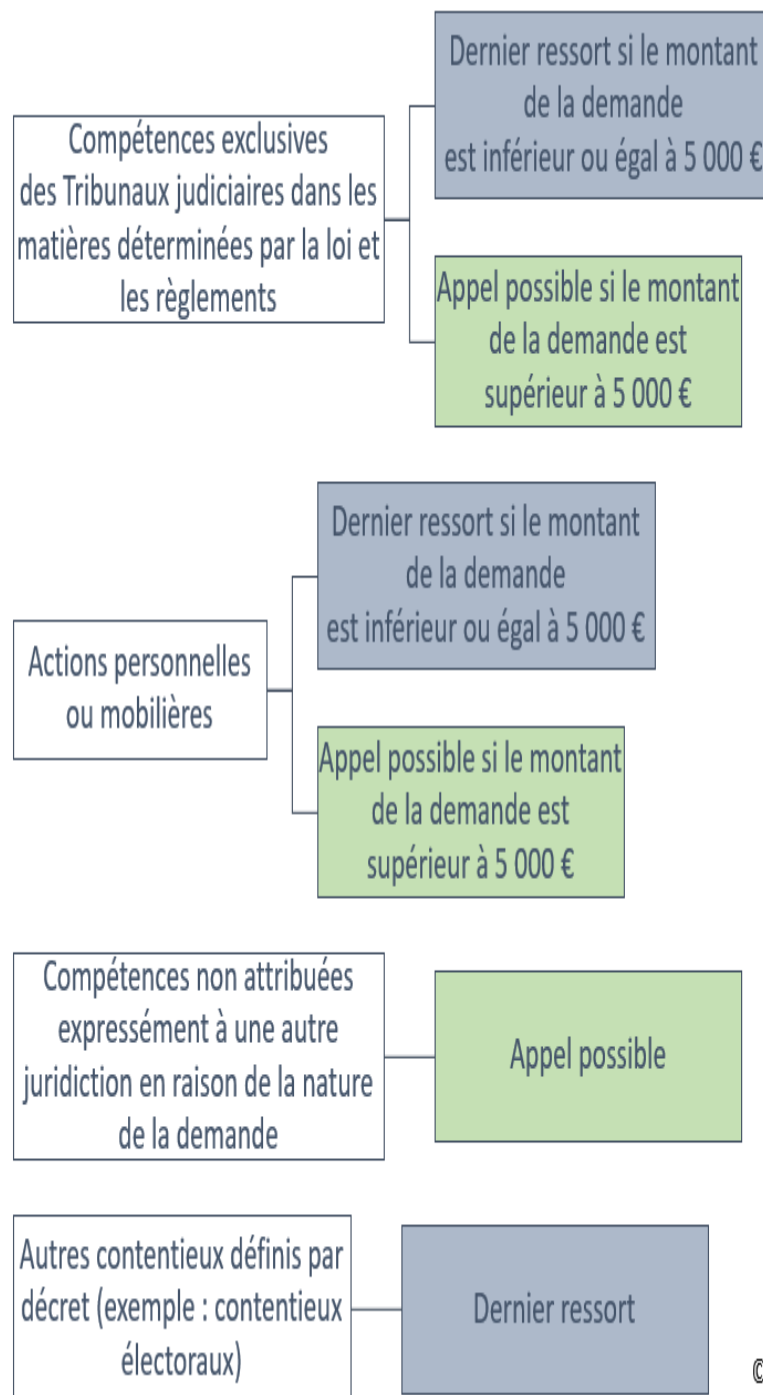 Dernier ressort si le montant
de la demande
est inférieur ou égal à 5 000 €
Compétences exclusives
des Tribunaux judiciaires dans les
matières déterminées par la loi et
les règlements
Appel possible si le montant
de la demande est
supérieur à 5 000 €
Dernier ressort si le montant
de la demande
est inférieur ou égal à 5 000 €
Actions personnelles
ou mobilières
Appel possible si le montant
de la demande est
supérieur à 5 000 €
Compétences non attribuées
expressément à une autre
juridiction en raison de la nature
de la demande
Appel possible
Autres contentieux définis par
décret (exemple : contentieux
électoraux)
Dernier ressort
©